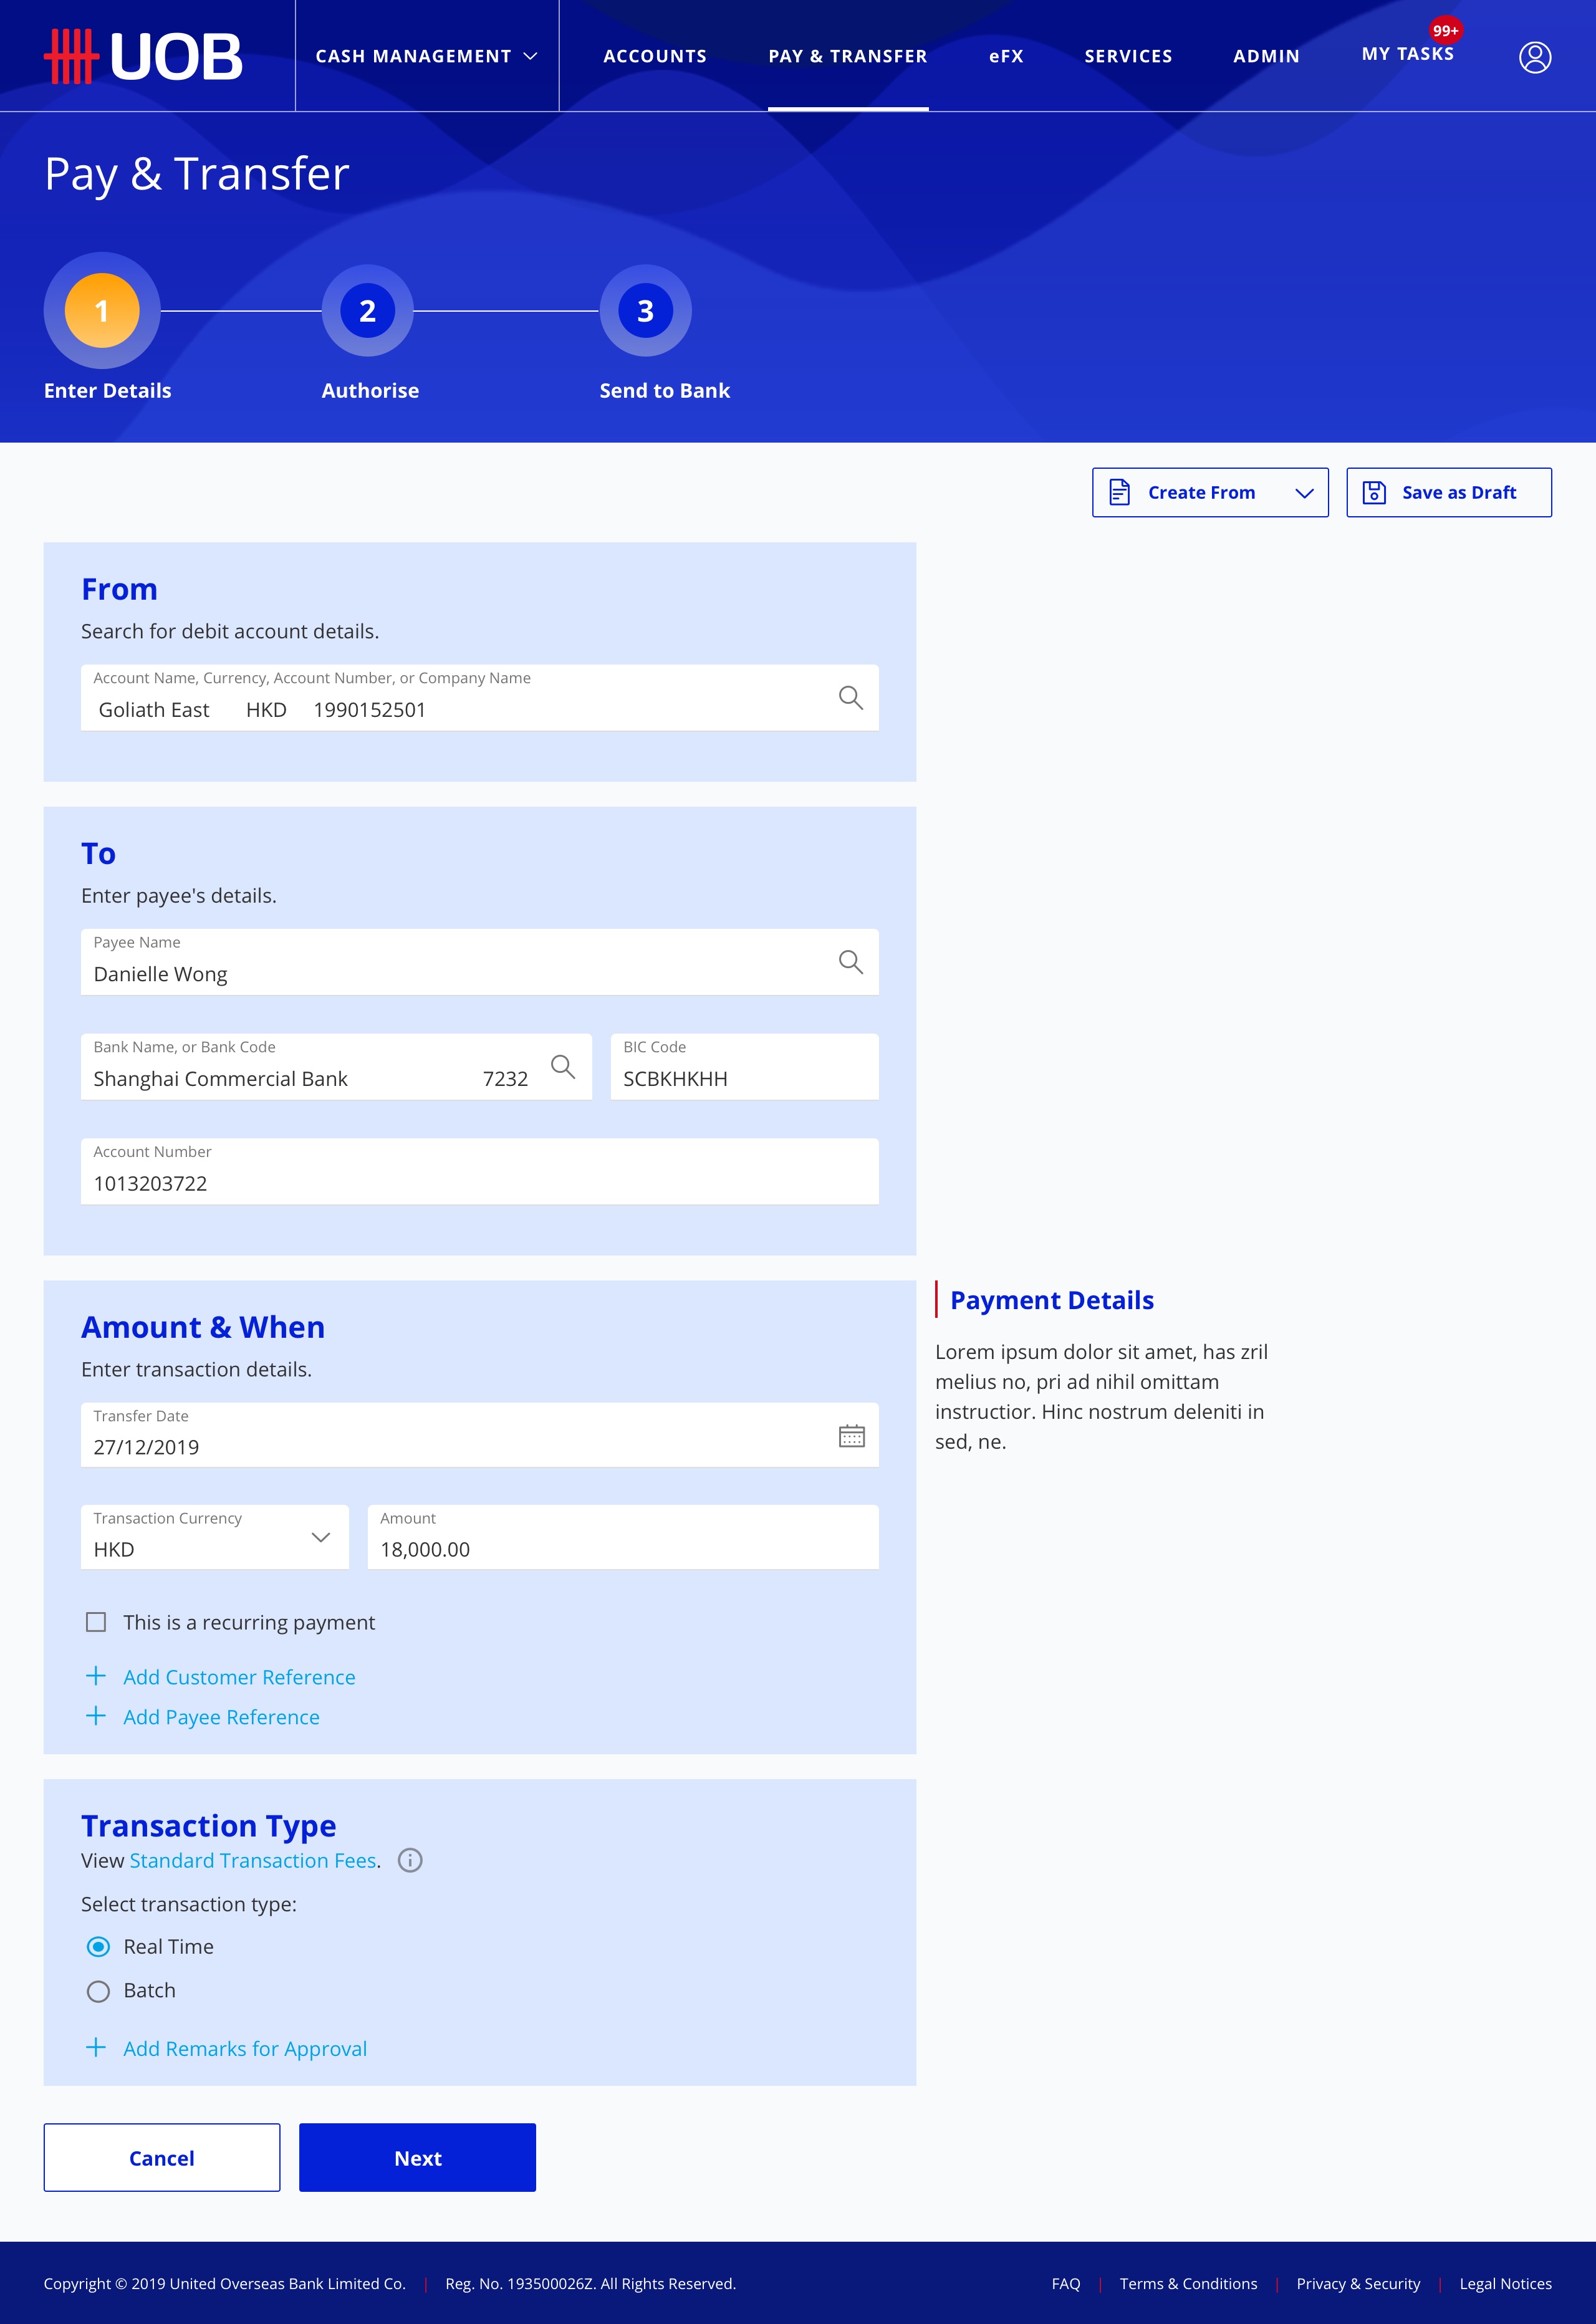 UOB
CASH MANAGEMENT
ACCOUNTS
PAY & TRANSFER
eFX
SERVICES
ADMIN
MY TASKS
99+
Pay & Transfer
1
2
3
Enter Details
Authorise
Send to Bank
Create From
Save as Draft
From
Search for debit account details.
Account Name, Currency, Account Number, or Company Name
Goliath East HKD 1990152501
To
Enter payee's details.
Payee Name
Danielle Wong
Bank Name, or Bank Code
Shanghai Commercial Bank 7232
BIC Code
SCBKHKHH
Account Number
1013203722
Amount & When
Enter transaction details.
Transfer Date
27/12/2019
Transaction Currency
HKD
Amount
18,000.00
This is a recurring payment
Add Customer Reference
Add Payee Reference
Payment Details
Lorem ipsum dolor sit amet, has zril
melius no, pri ad nihil omittam
instructior. Hinc nostrum deleniti in
sed, ne.
Transaction Type
View Standard Transaction Fees.
Select transaction type:
Real Time
Batch
Add Remarks for Approval
Cancel
Next
Copyright © 2019 United Overseas Bank Limited Co. | Reg. No. 193500026Z. All Rights Reserved.
FAQ | Terms & Conditions | Privacy & Security | Legal Notices